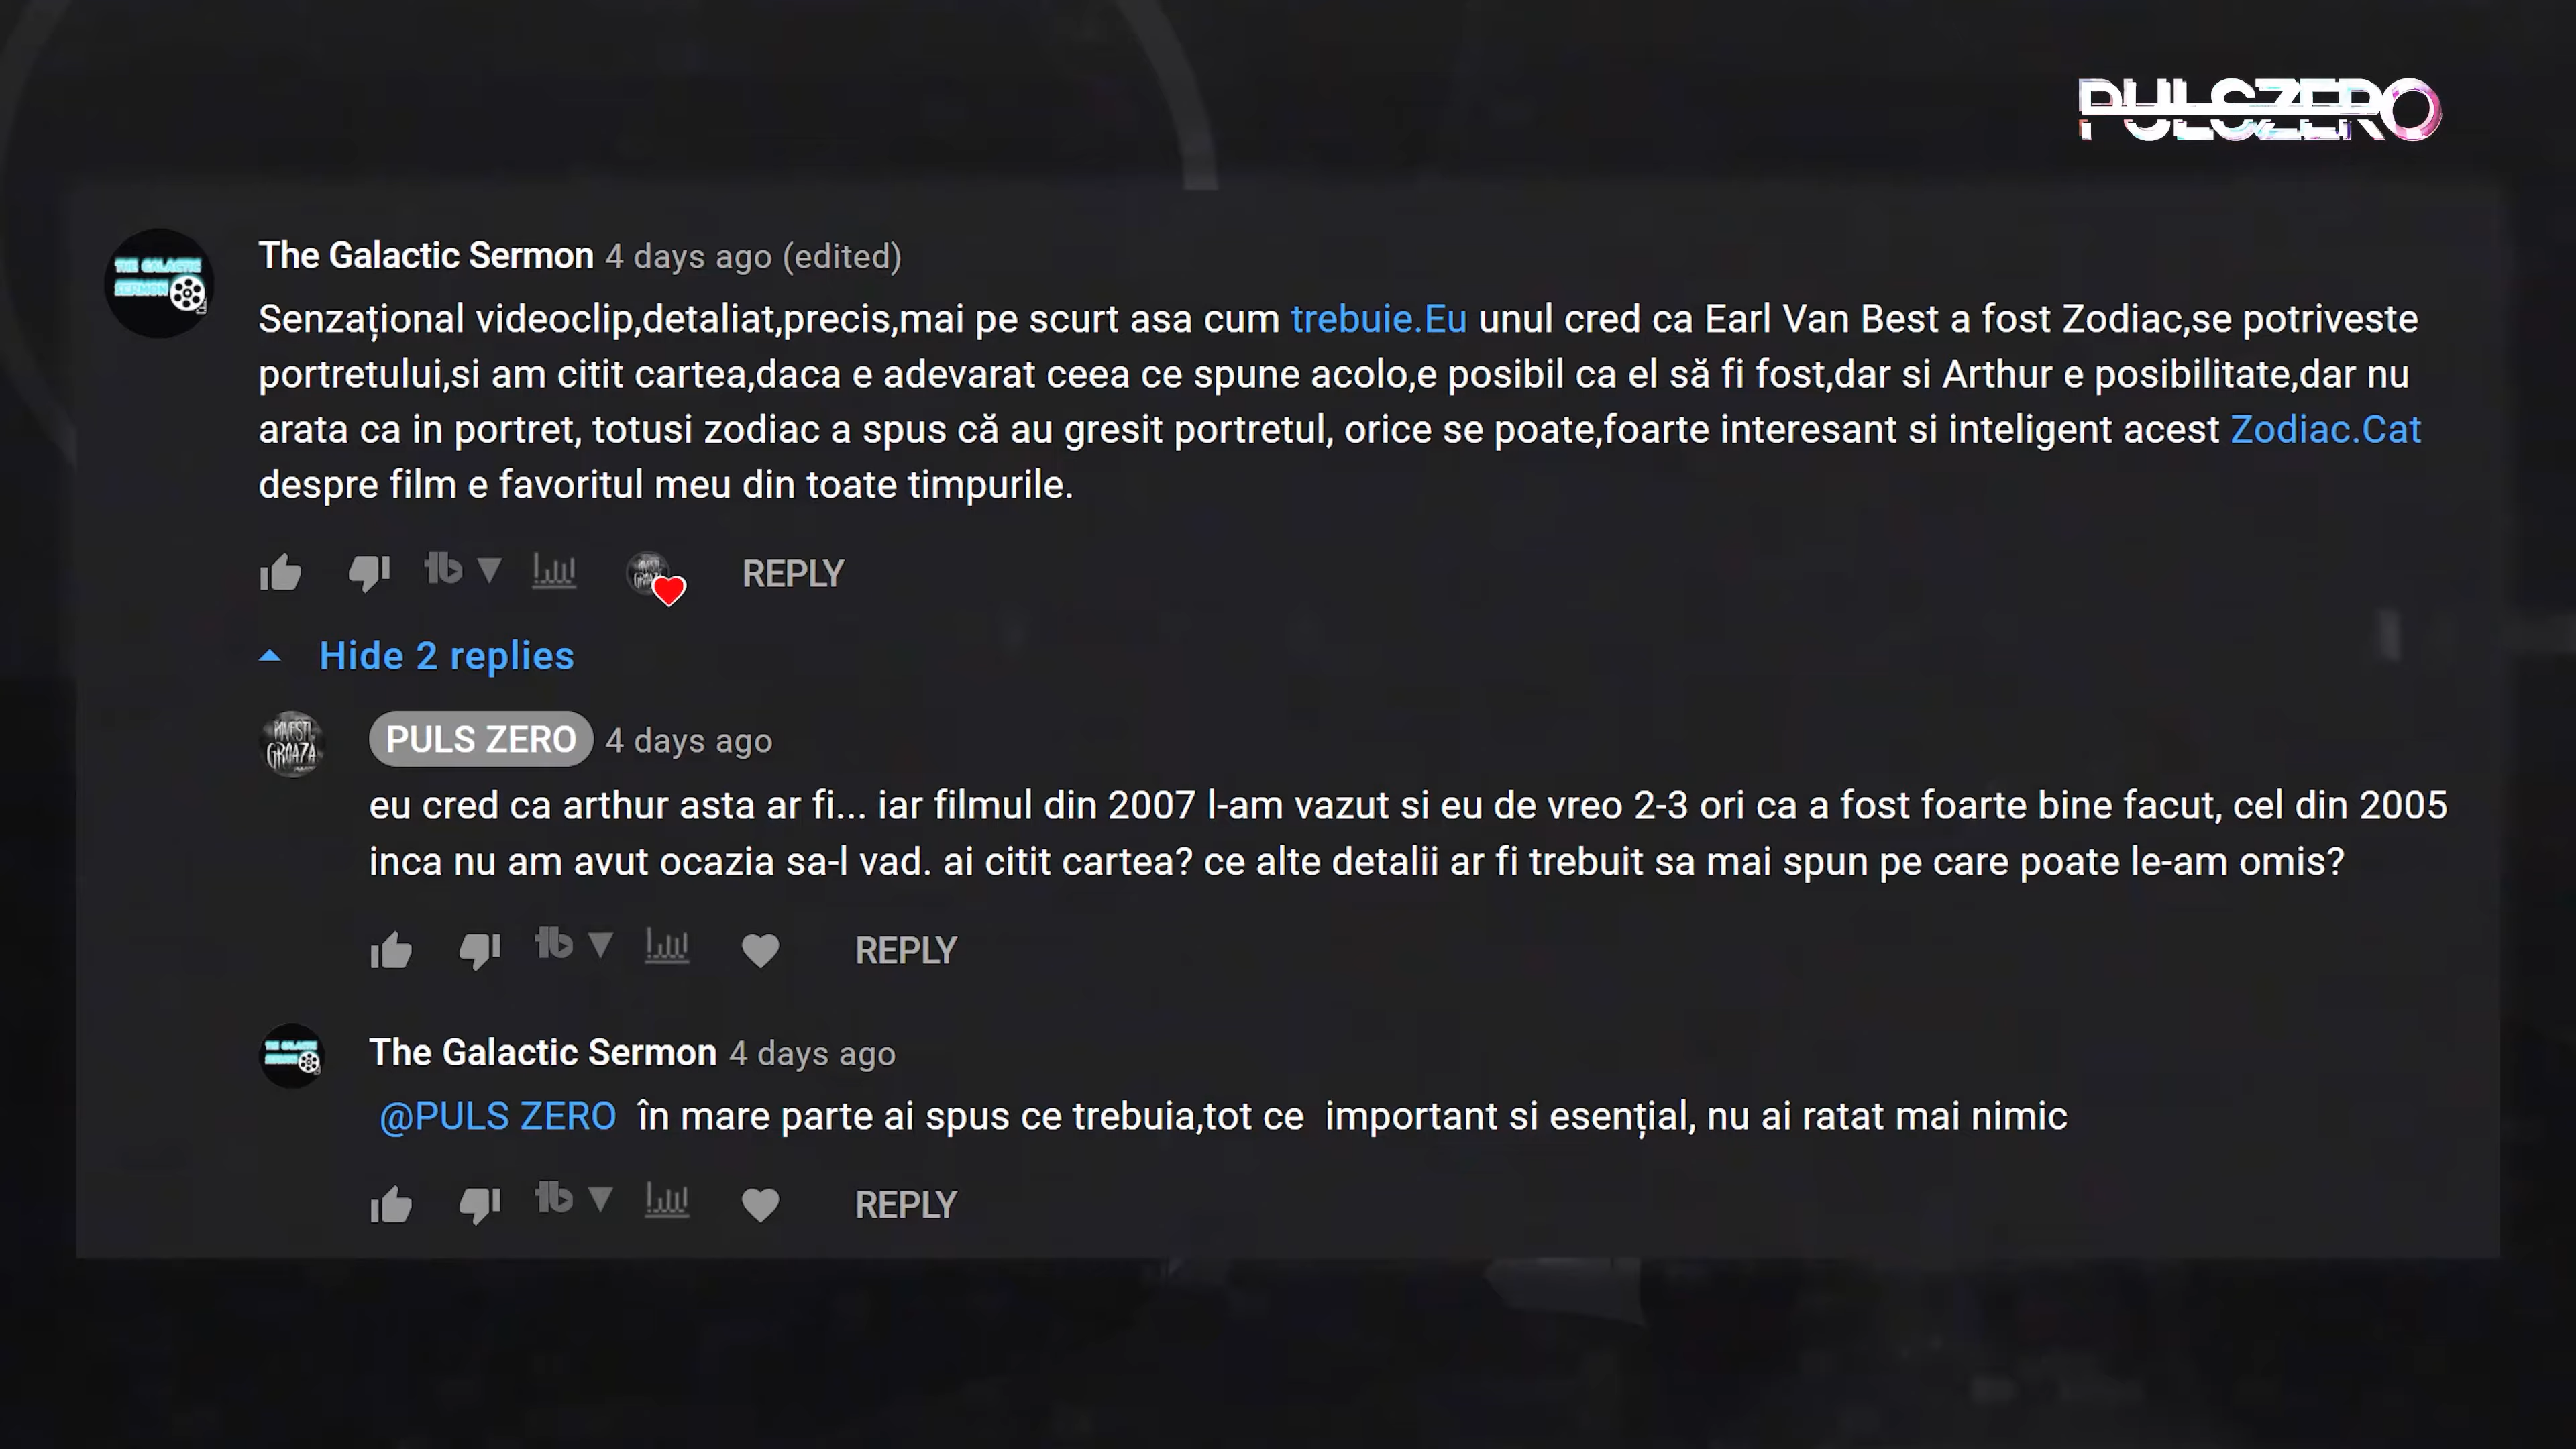 PULSZERO
THE GALACTIC
SERMON
The Galactic Sermon 4 days ago (edited)
Senzațional videoclip,detaliat,precis,mai pe scurt asa cum trebuie.Eu unul cred ca Earl Van Best a fost Zodiac,se potriveste
portretului,si am citit cartea,daca e adevarat ceea ce spune acolo,e posibil ca el să fi fost,dar si Arthur e posibilitate,dar nu
arata ca in portret, totusi zodiac a spus că au gresit portretul, orice se poate,foarte interesant si inteligent acest Zodiac.Cat
despre film e favoritul meu din toate timpurile.
REPLY
Hide 2 replies
POVESTI
GROAZA
PULS ZERO 4 days ago
eu cred ca arthur asta ar fi... iar filmul din 2007 l-am vazut si eu de vreo 2-3 ori ca a fost foarte bine facut, cel din 2005
inca nu am avut ocazia sa-l vad. ai citit cartea? ce alte detalii ar fi trebuit sa mai spun pe care poate le-am omis?
REPLY
THE GALACTIC
SERMON
The Galactic Sermon 4 days ago
@PULS ZERO în mare parte ai spus ce trebuia,tot ce  important si esențial, nu ai ratat mai nimic
REPLY